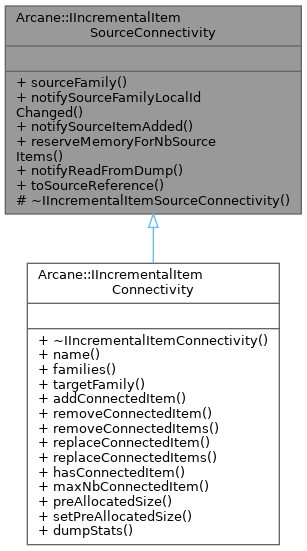 Arcane::IIncrementalItem
SourceConnectivity
+ sourceFamily()
+ notifySourceFamilyLocalId
Changed()
+ notifySourceItemAdded()
+ reserveMemoryForNbSource
Items()
+ notifyReadFromDump()
+ toSourceReference()
# ~IIncrementalItemSourceConnectivity()
Arcane::IIncrementalItem
Connectivity
+ ~IIncrementalItemConnectivity()
+ name()
+ families()
+ targetFamily()
+ addConnectedItem()
+ removeConnectedItem()
+ removeConnectedItems()
+ replaceConnectedItem()
+ replaceConnectedItems()
+ hasConnectedItem()
+ maxNbConnectedItem()
+ preAllocatedSize()
+ setPreAllocatedSize()
+ dumpStats()